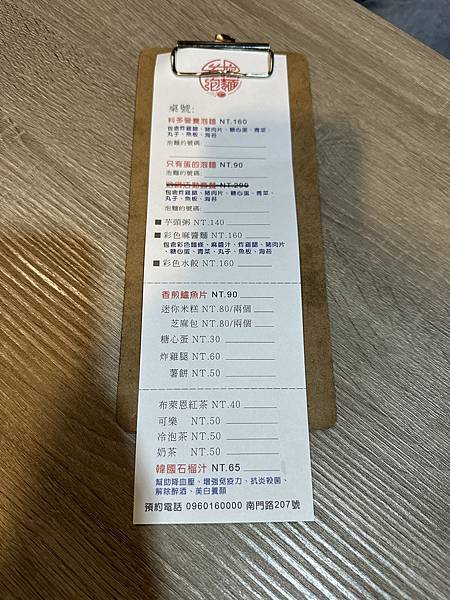 泡麵
桌號:
料多營養泡麵 NT.160
包含炸雞腿、豬肉片、糖心蛋、青菜、
丸子、魚板、海苔
泡麵的號碼:
只有蛋的泡麵 NT.90
NT.200
包含炸雞腿、豬肉片、糖心蛋、青菜、
丸子、魚板、海苔
泡麵的號碼:
■芋頭粥 NT.140
■彩色麻醬麵 NT.160
包含彩色麵條、麻醬汁、炸雞腿、豬肉片
、糖心蛋、青菜、丸子、魚板、海苔
■彩色水餃 NT.160
香煎鱸魚片 NT.90
迷你米糕 NT.80/兩個
芝麻包 NT.80/兩個
糖心蛋 NT.30
炸雞腿 NT.60
薯餅 NT.50
布萊恩紅茶 NT.40
可樂 NT.50
冷泡茶 NT.50
奶茶 NT.50
韓國石榴汁 NT.65
幫助降血壓、增強免疫力、抗炎殺菌、
解除醉酒、美白養顏
預約電話 0960160000 南門路207號